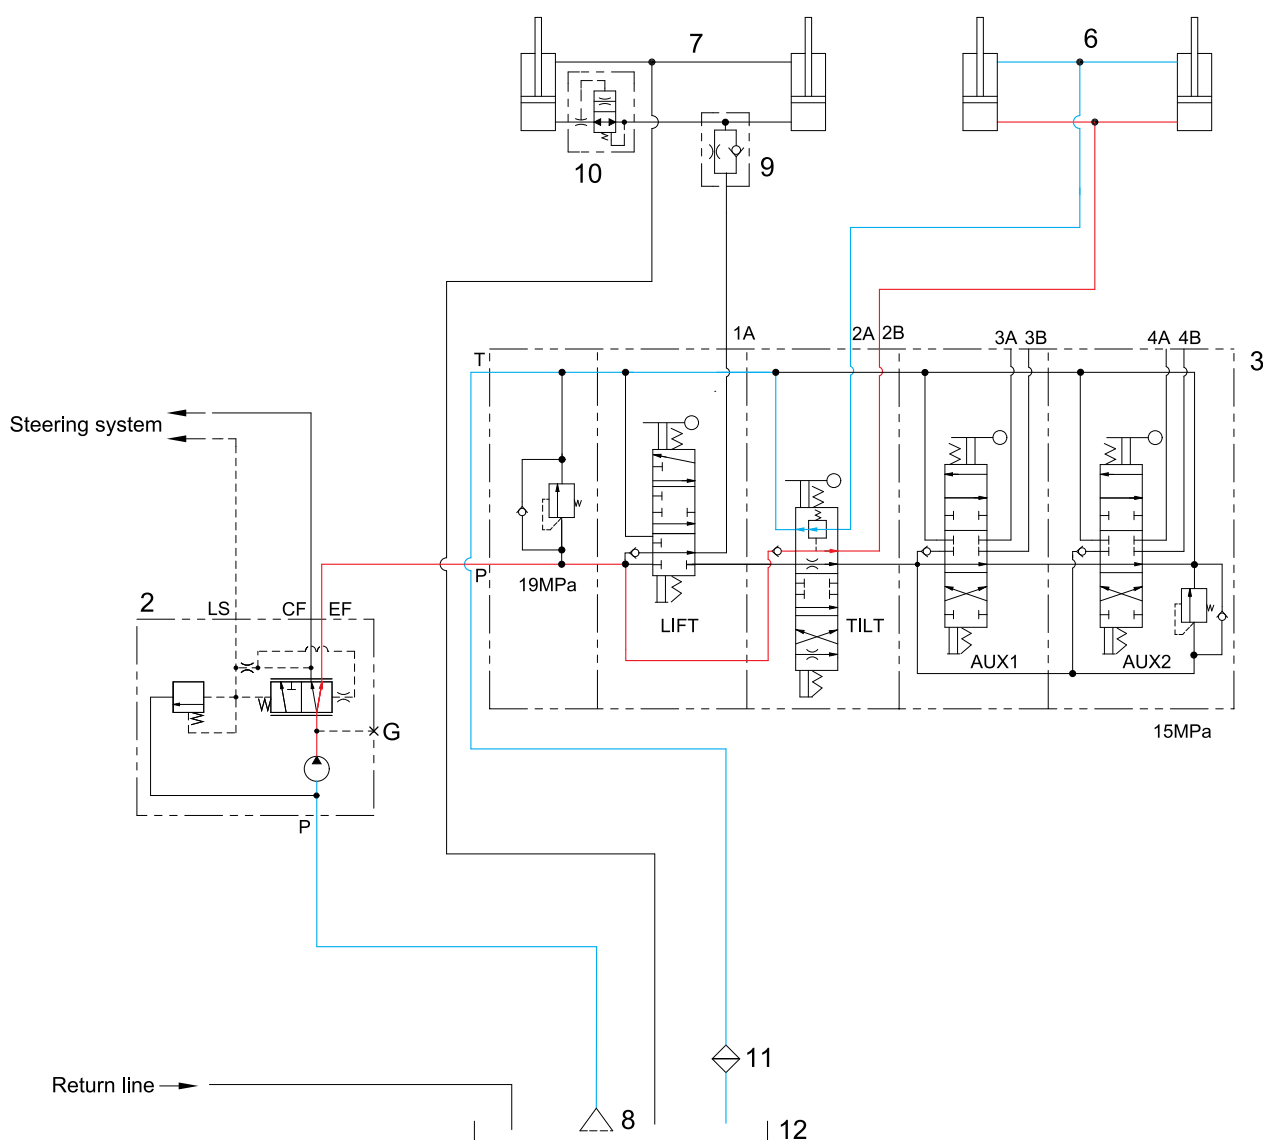 7
6
10
9
1A
2A 2B
3A 3B
4A 4B
T
3
Steering system
P
19MPa
2
LS
CF
EF
LIFT
TILT
AUX1
AUX2
G
15MPa
P
11
Return line
8
12